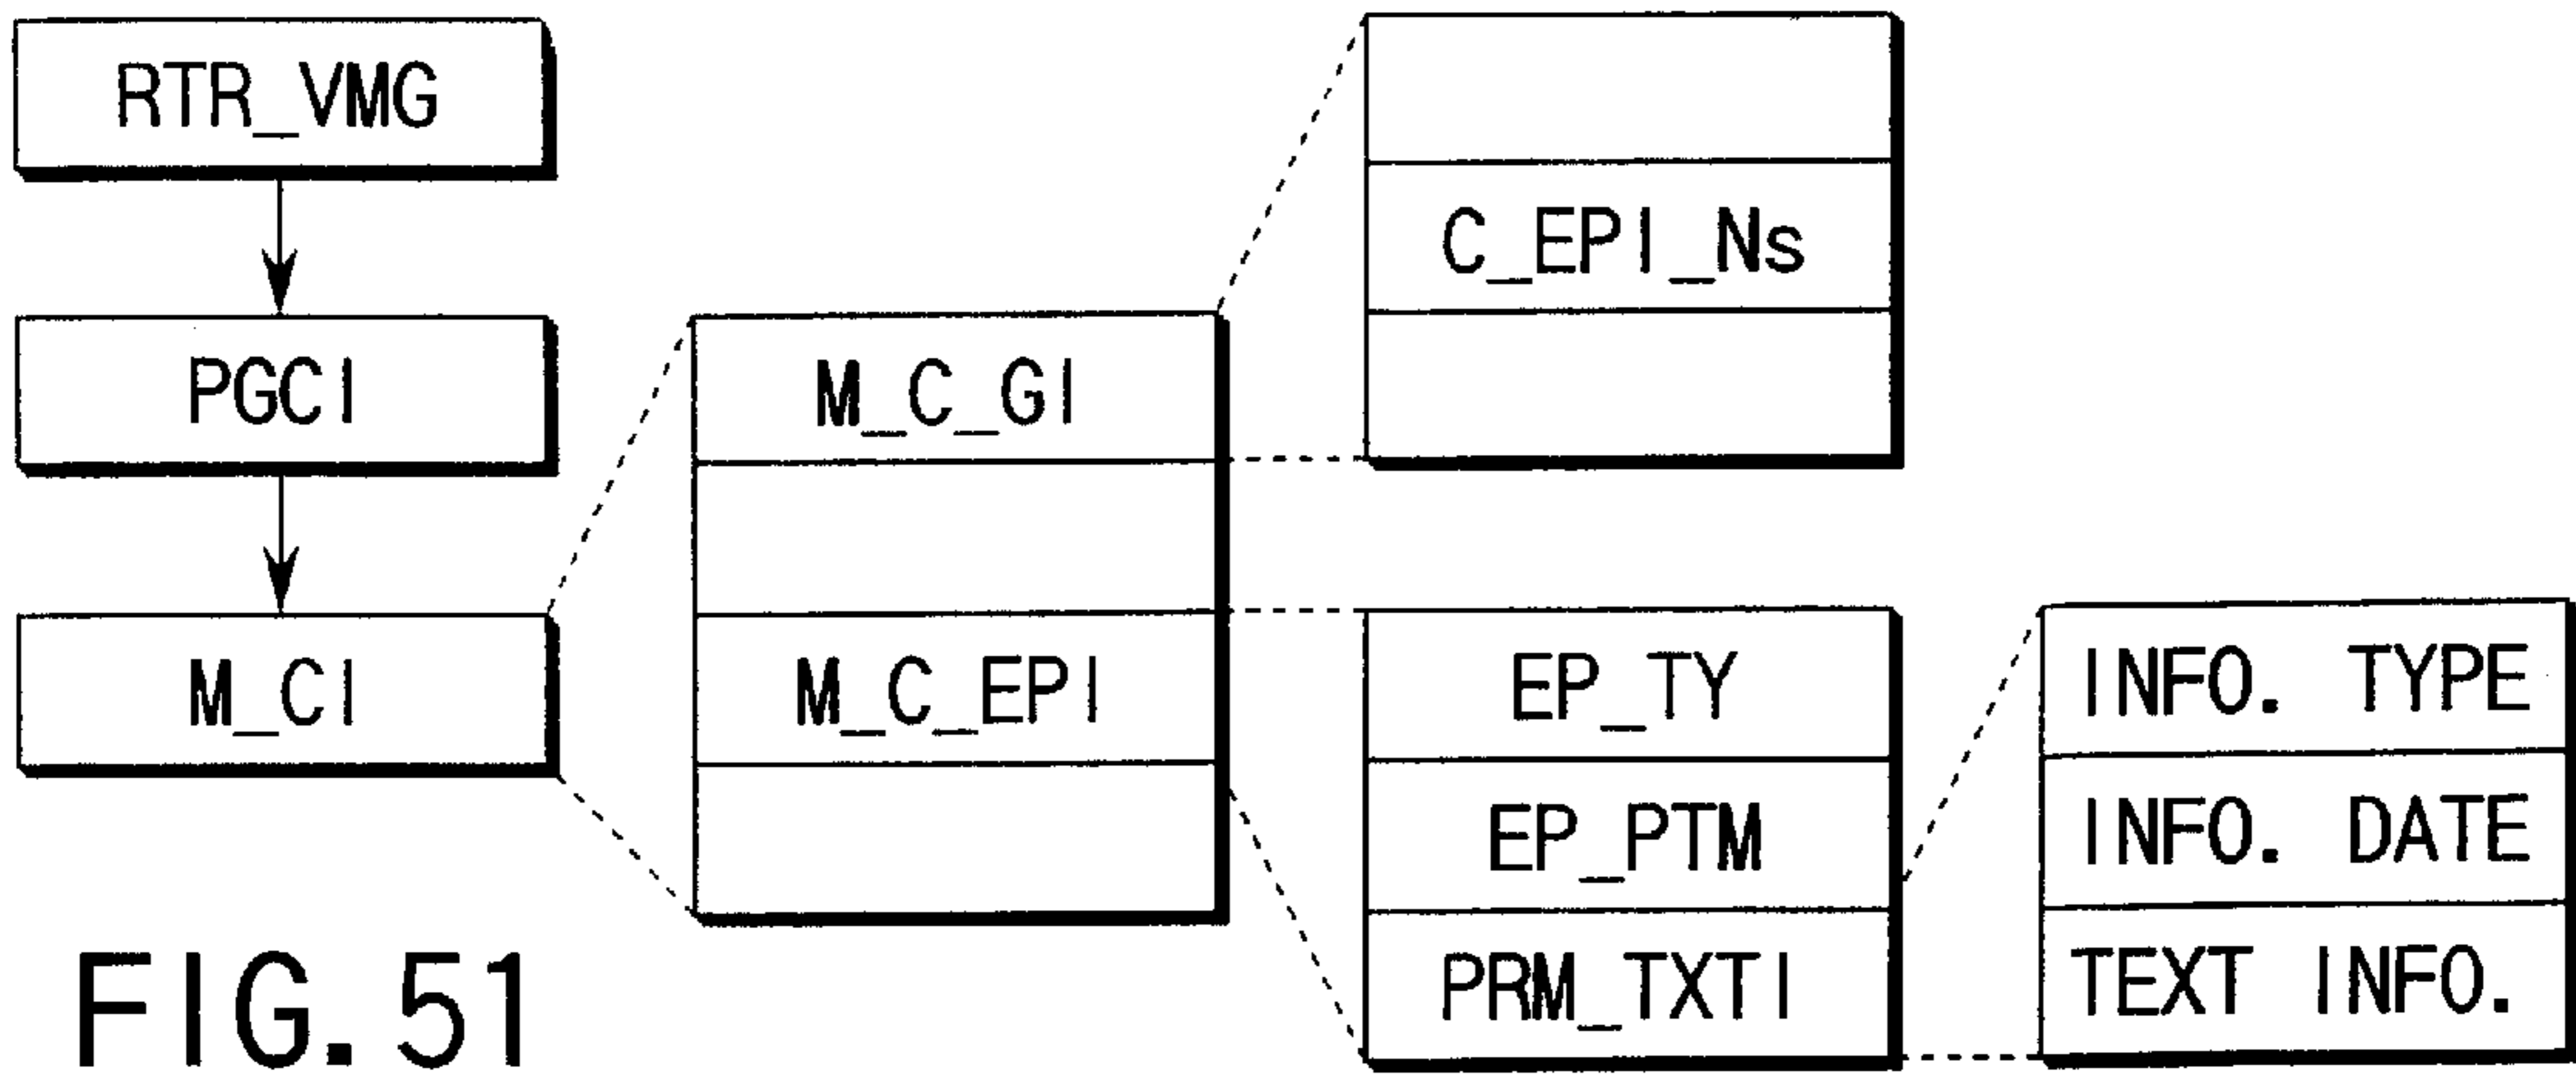 RTR_VMG
PGCI
M_CI
M_C_GI
M_C_EPI
C_EPI_Ns
EP_TY
EP_PTM
PRM_TXTI
INFO. TYPE
INFO. DATE
TEXT INFO.
FIG. 51